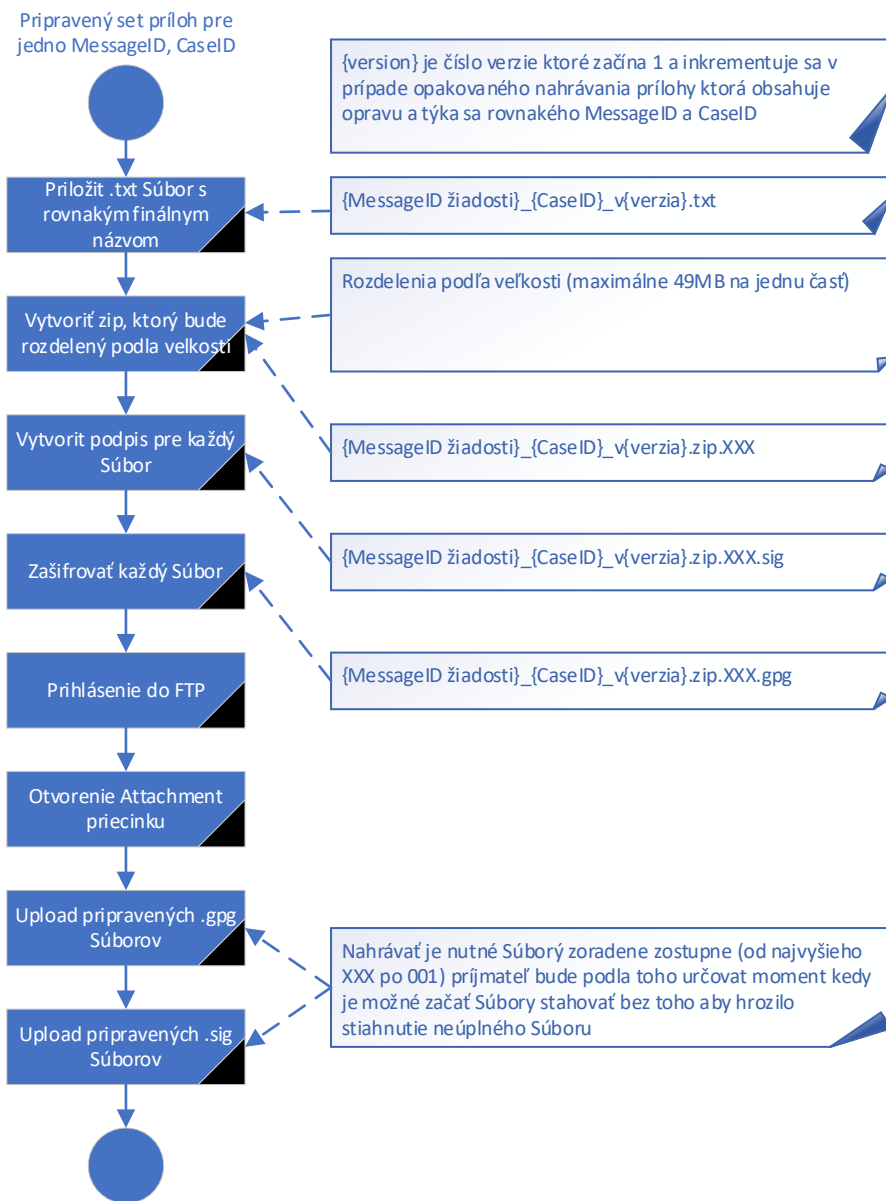 Pripravený set príloh pre
jedno MessageID, CaseID
{version} je číslo verzie ktoré začína 1 a inkrementuje sa v
prípade opakovaného nahrávania prílohy ktorá obsahuje
opravu a týka sa rovnakého MessageID a CaseID
Priložit .txt Súbor s
rovnakým finálnym
názvom
{MessageID žiadosti}_{CaseID}_v{verzia}.txt
Rozdelenia podľa veľkosti (maximálne 49MB na jednu časť)
Vytvoriť zip, ktorý bude
rozdelený podla velkosti
Vytvorit podpis pre každý
Súbor
{MessageID žiadosti}_{CaseID}_v{verzia}.zip.XXX
Zašifrovať každý Súbor
{MessageID žiadosti}_{CaseID}_v{verzia}.zip.XXX.sig
Prihlásenie do FTP
{MessageID žiadosti}_{CaseID}_v{verzia}.zip.XXX.gpg
Otvorenie Attachment
priecinku
Upload pripravených .gpg
Súborov
Nahrávať je nutné Súborý zoradene zostupne (od najvyšieho
XXX po 001) príjmateľ bude podla toho určovat moment kedy
je možné začať Súbory stahovať bez toho aby hrozilo
stiahnutie neúplného Súboru
Upload pripravených .sig
Súborov